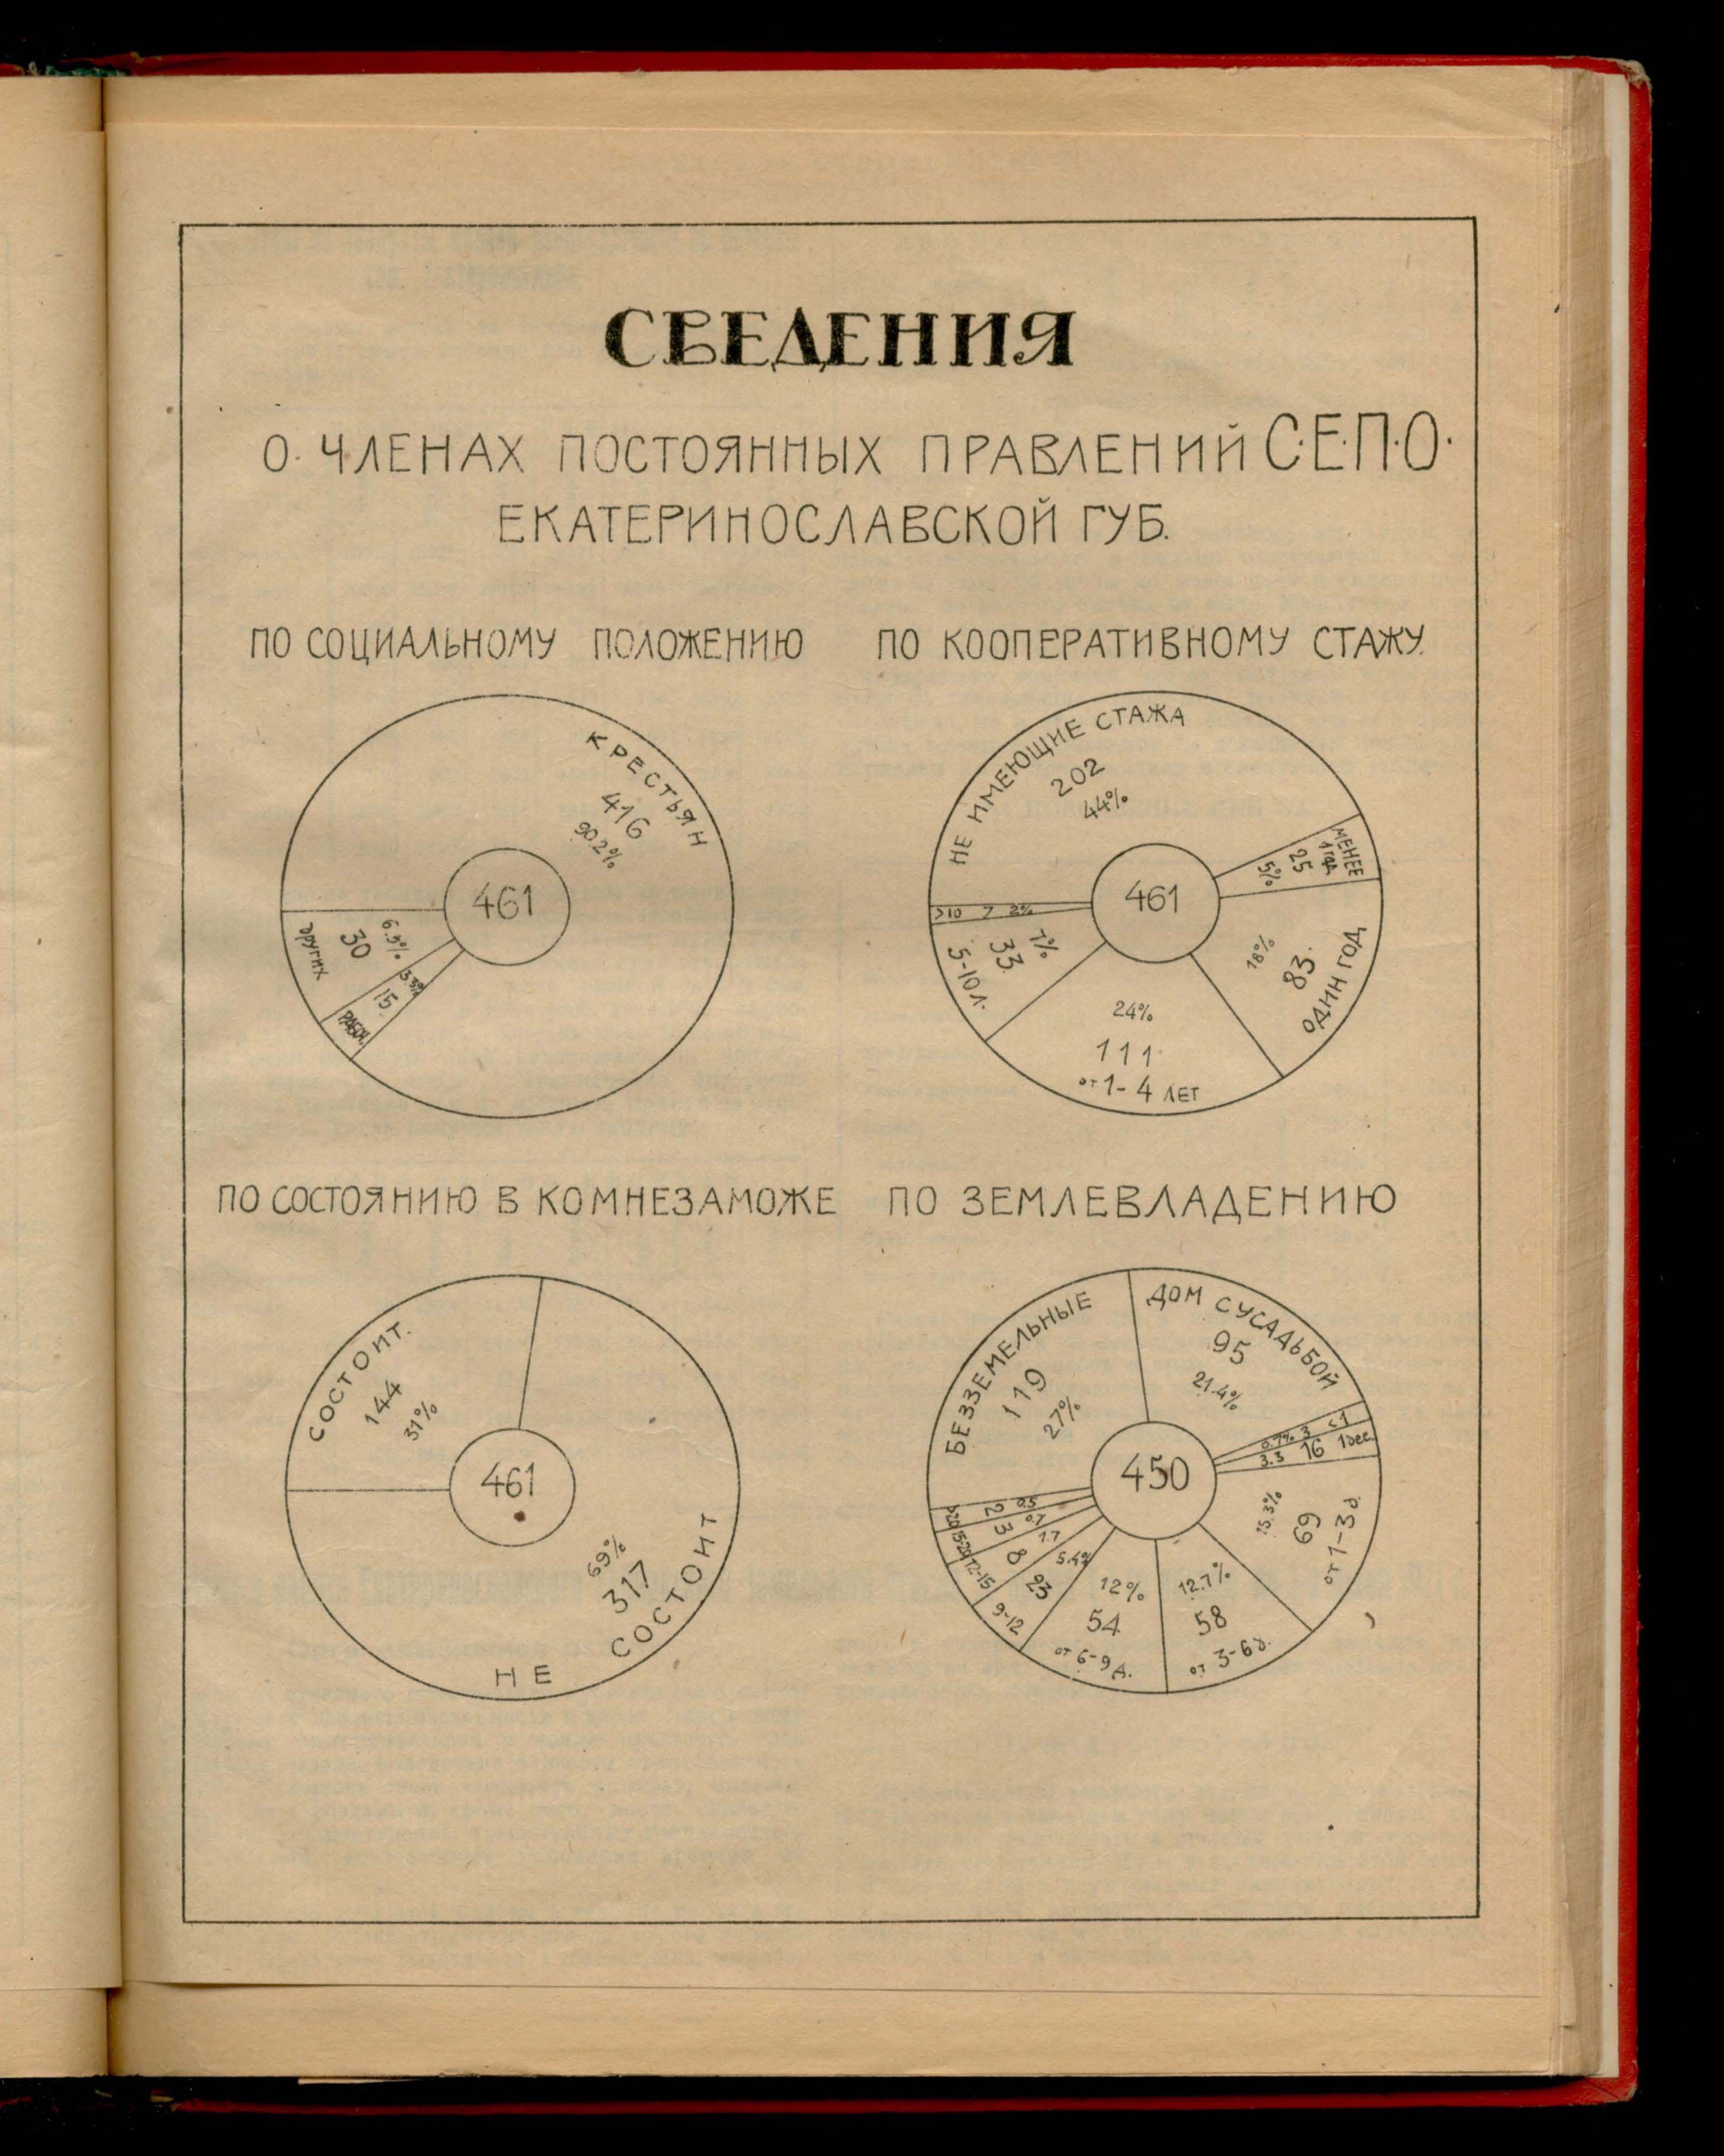 СВЕДЕНИЯ
О ЧЛЕНАХ ПОСТОЯННЫХ ПРАВЛЕНИЙ С.Е.П.О.
ЕКАТЕРИНОСЛАВСКОЙ ГУБ.
ПО СОЦИАЛЬНОМУ ПОЛОЖЕНИЮ
КРЕСТЬЯН
416
90.2%
461
6.5%
30
других
3.3%
15
РАБОЧ.
ПО КООПЕРАТИВНОМУ СТАЖУ.
НЕ ИМЕЮЩИЕ СТАЖА
202
44%
МЕНЕЕ
1 год
25
5%
461
>10 7 2%
7%
33
5-10 л.
18%
83.
ОДИН ГОД
24%
111
от 1-4 ЛЕТ
ПО СОСТОЯНИЮ В КОМНЕЗАМОЖЕ
СОСТОИТ.
144
31%
461
69%
317
НЕ СОСТОИТ
ПО ЗЕМЛЕВЛАДЕНИЮ
БЕЗЗЕМЕЛЬНЫЕ
119
27%
ДОМ С УСАДЬБОЙ
95
21.4%
0.7% 3 <1
3.3 16 1 дес.
450
15.3%
69
от 1-3 д.
12.7%
58
от 3-6 д.
12%
54
от 6-9 д.
5.4%
23
9-12
1.7
8
12-15
0.7
3
15-20
0.5
2
>20